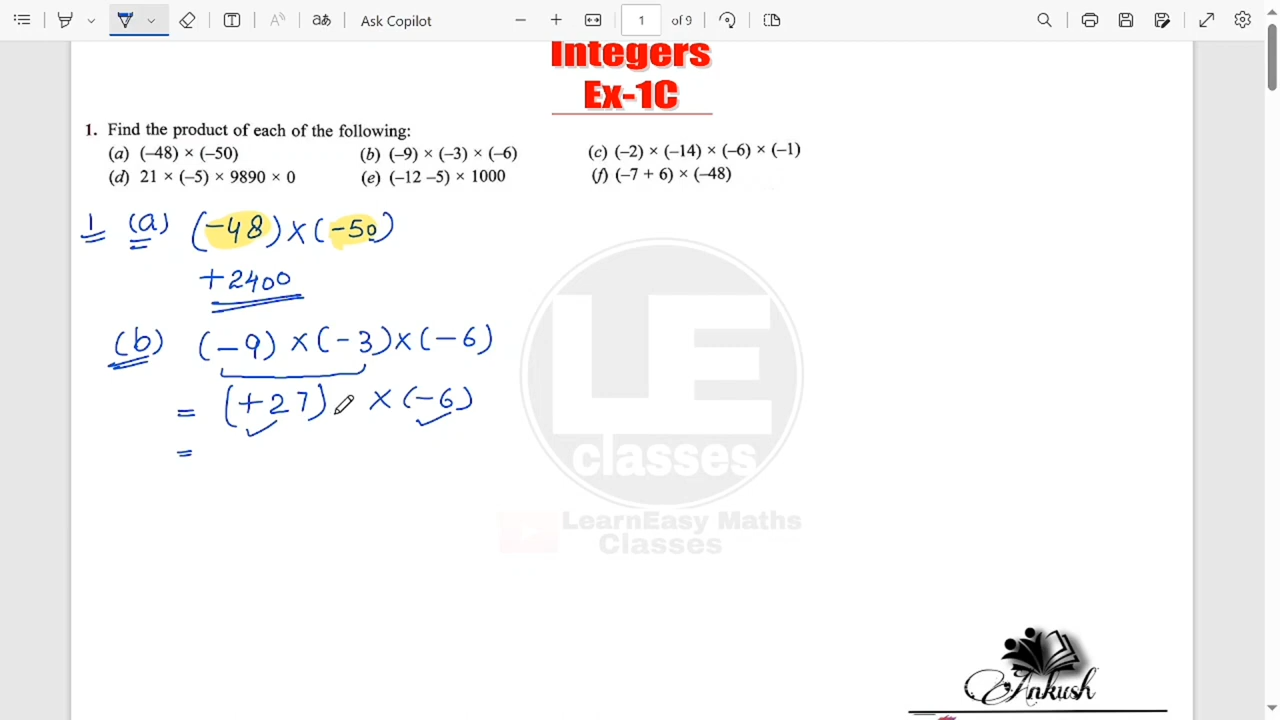 Ask Copilot 1 of 9
Integers
Ex-1C
1. Find the product of each of the following:
(a) (–48) × (–50) (b) (–9) × (–3) × (–6) (c) (–2) × (–14) × (–6) × (–1)
(d) 21 × (–5) × 9890 × 0 (e) (–12 –5) × 1000 (f) (–7 + 6) × (–48)
1 (a) (-48) × (-50)
+2400
(b) (-9) × (-3) × (-6)
= (+27) × (-6)
=
LE
classes
LearnEasy Maths
Classes
Ankush